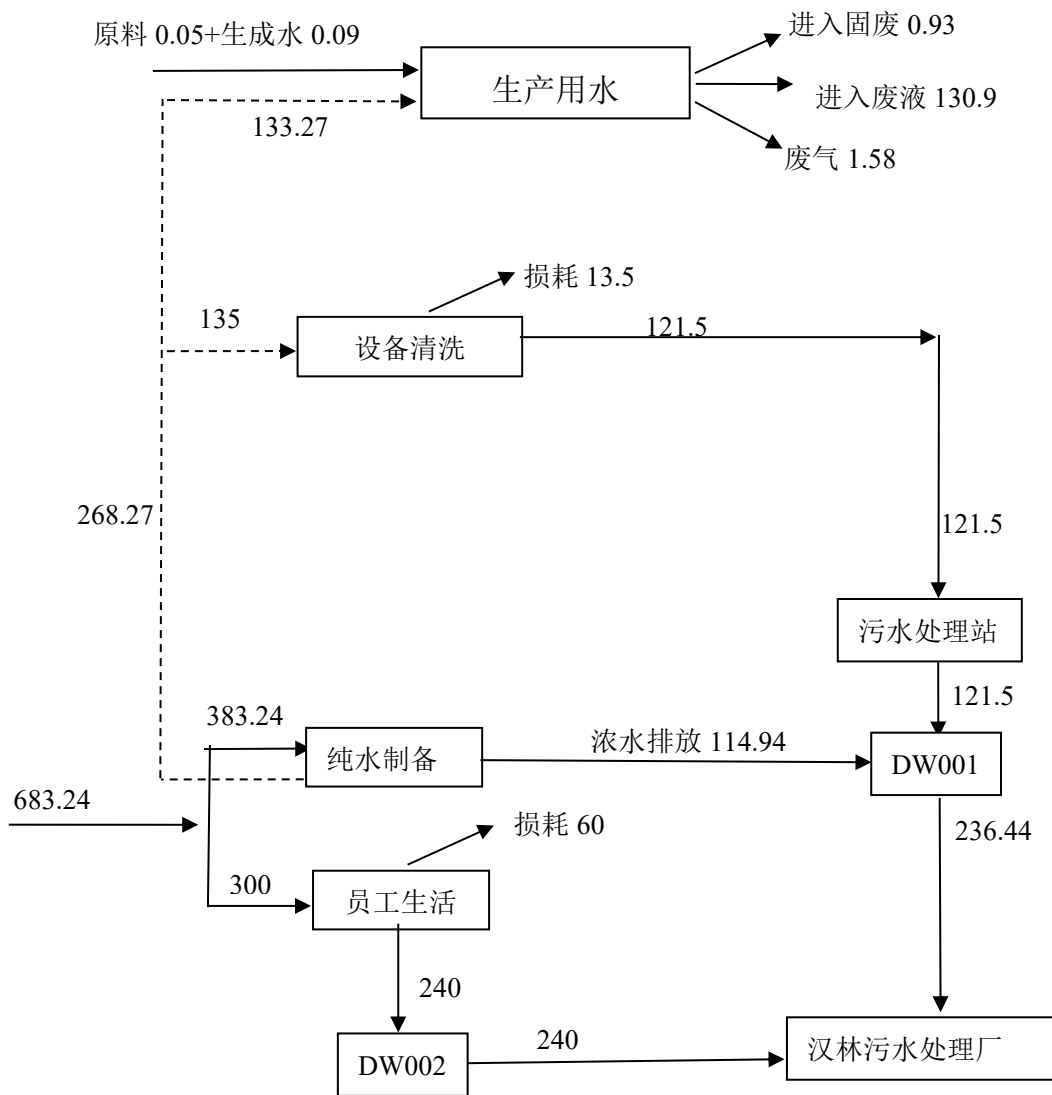 原料 0.05+生成水 0.09
进入固废 0.93
生产用水
进入废液 130.9
133.27
废气 1.58
损耗 13.5
135
设备清洗
121.5
268.27
121.5
污水处理站
121.5
383.24
纯水制备
浓水排放 114.94
DW001
683.24
损耗 60
236.44
300
员工生活
240
DW002
240
汉林污水处理厂